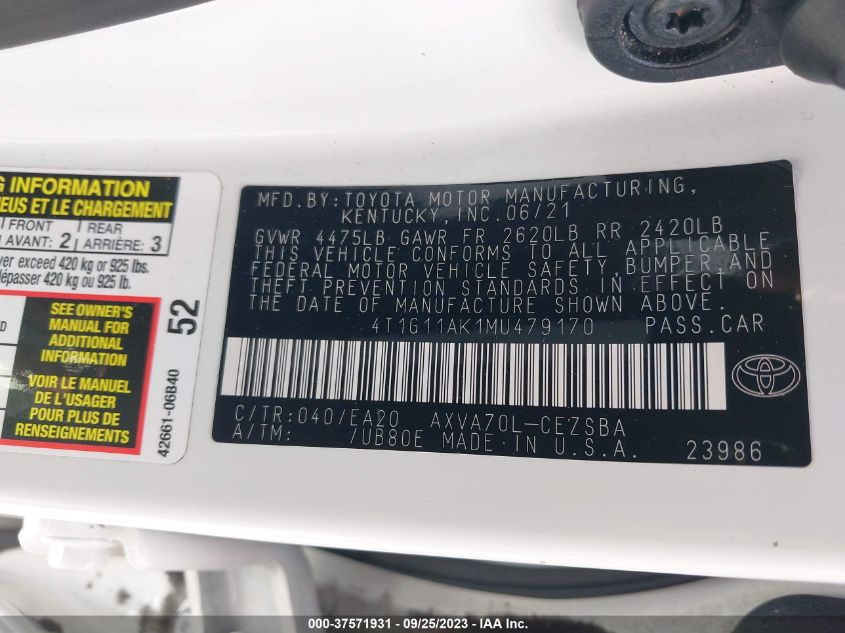 G INFORMATION
NEUS ET LE CHARGEMENT
FRONT REAR
AVANT: 2 ARRIÈRE: 3
ver exceed 420 kg or 925 lbs.
dépasser 420 kg ou 925 lb.
SEE OWNER'S
MANUAL FOR
ADDITIONAL
INFORMATION
VOIR LE MANUEL
DE L'USAGER
POUR PLUS DE
RENSEIGNEMENTS
52
42661-06B40
MFD.BY:TOYOTA MOTOR MANUFACTURING,
KENTUCKY,INC.06/21
GVWR 4475LB GAWR FR 2620LB RR 2420LB
THIS VEHICLE CONFORMS TO ALL APPLICABLE
FEDERAL MOTOR VEHICLE SAFETY,BUMPER,AND
THEFT PREVENTION STANDARDS IN EFFECT ON
THE DATE OF MANUFACTURE SHOWN ABOVE.
4T1G11AK1MU479170 PASS.CAR
C/TR:040/EA20 AXVA70L-CEZSBA
A/TM: /UB80E MADE IN U.S.A. 23986
000-37571931 - 09/25/2023 - IAA Inc.